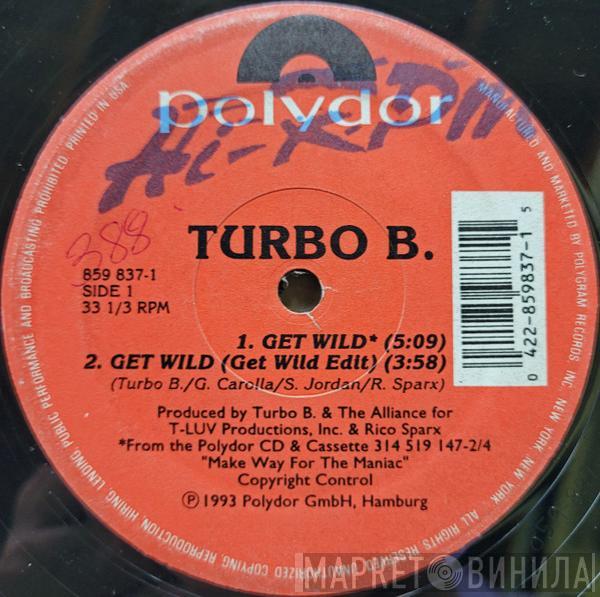 polydor
Hi-R-Pm
388
TURBO B.
859 837-1
SIDE 1
33 1/3 RPM
1. GET WILD* (5:09)
2. GET WILD (Get Wild Edit) (3:58)
(Turbo B./G. Carolla/S. Jordan/R. Sparx)
Produced by Turbo B. & The Alliance for
T-LUV Productions, Inc. & Rico Sparx
*From the Polydor CD & Cassette 314 519 147-2/4
"Make Way For The Maniac"
Copyright Control
Ⓟ 1993 Polydor GmbH, Hamburg
0 422-859837-1 5
MANUFACTURED AND MARKETED BY POLYGRAM RECORDS INC. NEW YORK, NEW YORK. ALL RIGHTS RESERVED. UNAUTHORIZED COPYING, REPRODUCTION, HIRING, LENDING, PUBLIC PERFORMANCE AND BROADCASTING PROHIBITED. PRINTED IN USA
МАРКЕТ ВИНИЛА